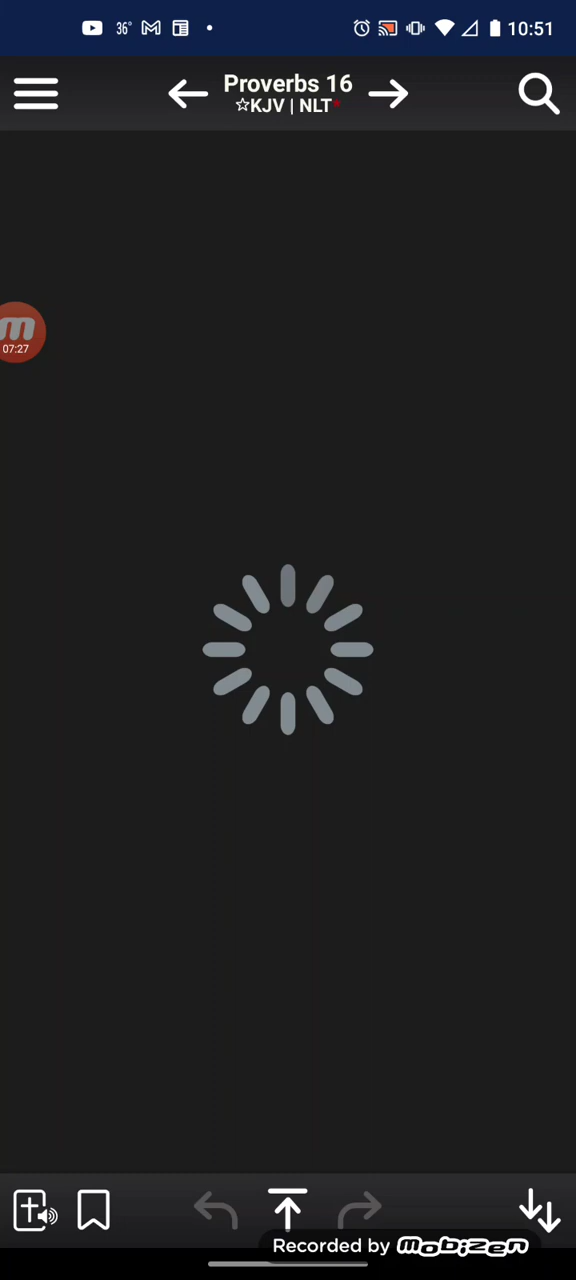 36° 10:51
Proverbs 16
☆KJV | NLT*
m
07:27
Recorded by mobizen